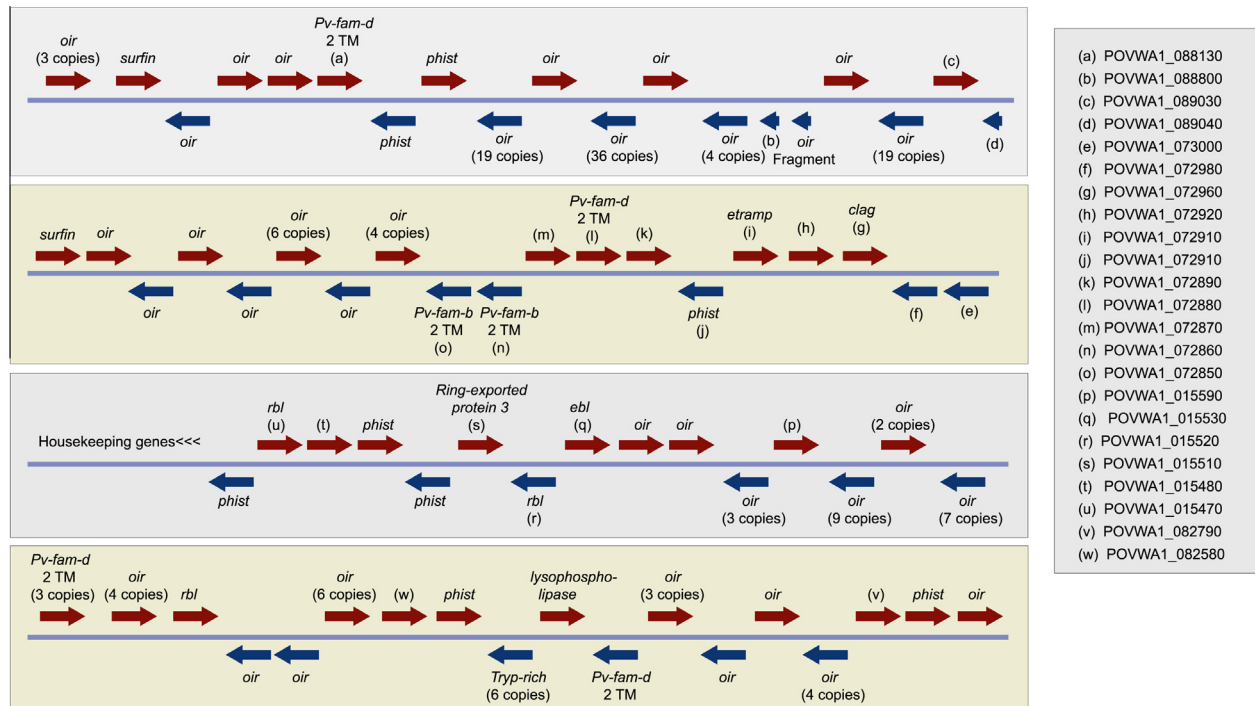 oir
(3 copies)
surfin
oir
oir
Pv-fam-d
2 TM
(a)
phist
oir
oir
oir
(c)
oir
phist
oir
(19 copies)
oir
(36 copies)
oir
(4 copies)
(b)
oir
Fragment
oir
(19 copies)
(d)
surfin
oir
oir
oir
(6 copies)
oir
(4 copies)
(m)
Pv-fam-d
2 TM
(l)
(k)
etramp
(i)
(h)
clag
(g)
oir
oir
oir
Pv-fam-b
2 TM
(o)
Pv-fam-b
2 TM
(n)
phist
(j)
(f)
(e)
Housekeeping genes<<<
rbl
(u)
(t)
phist
Ring-exported
protein 3
(s)
ebl
(q)
oir
oir
(p)
oir
(2 copies)
phist
phist
rbl
(r)
oir
(3 copies)
oir
(9 copies)
oir
(7 copies)
Pv-fam-d
2 TM
(3 copies)
oir
(4 copies)
rbl
oir
(6 copies)
(w)
phist
lysophospho-
lipase
oir
(3 copies)
oir
(v)
phist
oir
oir
oir
Tryp-rich
(6 copies)
Pv-fam-d
2 TM
oir
oir
(4 copies)
(a) POVWA1_088130
(b) POVWA1_088800
(c) POVWA1_089030
(d) POVWA1_089040
(e) POVWA1_073000
(f) POVWA1_072980
(g) POVWA1_072960
(h) POVWA1_072920
(i) POVWA1_072910
(j) POVWA1_072910
(k) POVWA1_072890
(l) POVWA1_072880
(m) POVWA1_072870
(n) POVWA1_072860
(o) POVWA1_072850
(p) POVWA1_015590
(q) POVWA1_015530
(r) POVWA1_015520
(s) POVWA1_015510
(t) POVWA1_015480
(u) POVWA1_015470
(v) POVWA1_082790
(w) POVWA1_082580